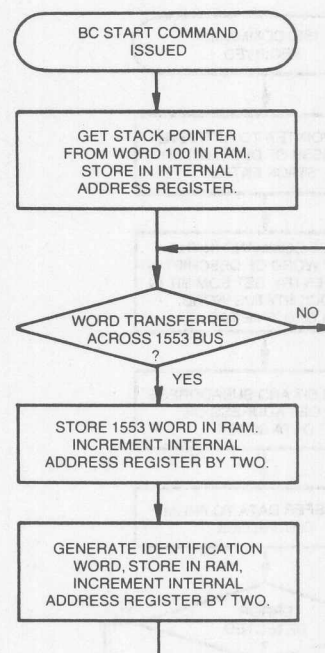 BC START COMMAND
ISSUED
GET STACK POINTER
FROM WORD 100 IN RAM.
STORE IN INTERNAL
ADDRESS REGISTER.
WORD TRANSFERRED
ACROSS 1553 BUS
?
NO
YES
STORE 1553 WORD IN RAM.
INCREMENT INTERNAL
ADDRESS REGISTER BY TWO.
GENERATE IDENTIFICATION
WORD, STORE IN RAM,
INCREMENT INTERNAL
ADDRESS REGISTER BY TWO.